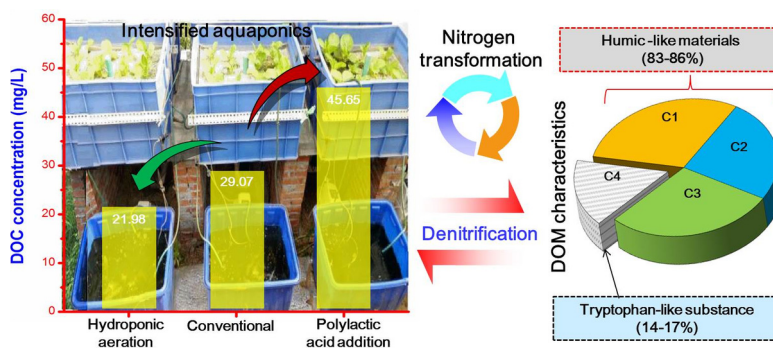 Intensified aquaponics
DOC concentration (mg/L)
60
50
40
30
20
10
0
21.98
29.07
45.65
Hydroponic
aeration
Conventional
Polylactic
acid addition
Nitrogen
transformation
Denitrification
DOM characteristics
Humic-like materials
(83-86%)
C1
C2
C3
C4
Tryptophan-like substance
(14-17%)